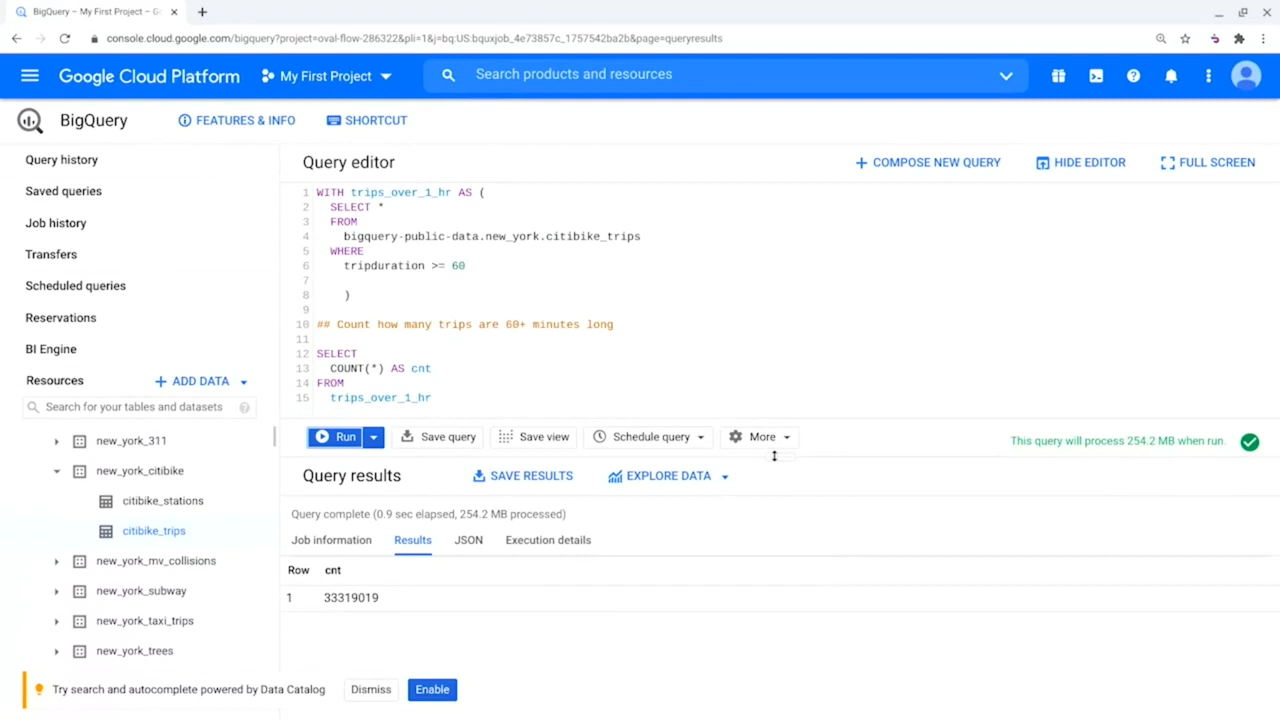 BigQuery – My First Project – G
console.cloud.google.com/bigquery?project=oval-flow-286322&pli=1&j=bq:US:bquxjob_4e73857c_1757542ba2b&page=queryresults
Google Cloud Platform
My First Project
Search products and resources
BigQuery
FEATURES & INFO
SHORTCUT
Query history
Saved queries
Job history
Transfers
Scheduled queries
Reservations
BI Engine
Resources
+ ADD DATA
Search for your tables and datasets
new_york_311
new_york_citibike
citibike_stations
citibike_trips
new_york_mv_collisions
new_york_subway
new_york_taxi_trips
new_york_trees
Query editor
+ COMPOSE NEW QUERY
HIDE EDITOR
FULL SCREEN
1 WITH trips_over_1_hr AS (
2 SELECT *
3 FROM
4 bigquery-public-data.new_york.citibike_trips
5 WHERE
6 tripduration >= 60
7
8 )
9
10 ## Count how many trips are 60+ minutes long
11
12 SELECT
13 COUNT(*) AS cnt
14 FROM
15 trips_over_1_hr
Run
Save query
Save view
Schedule query
More
This query will process 254.2 MB when run.
Query results
SAVE RESULTS
EXPLORE DATA
Query complete (0.9 sec elapsed, 254.2 MB processed)
Job information
Results
JSON
Execution details
Row cnt
1 33319019
Try search and autocomplete powered by Data Catalog
Dismiss
Enable